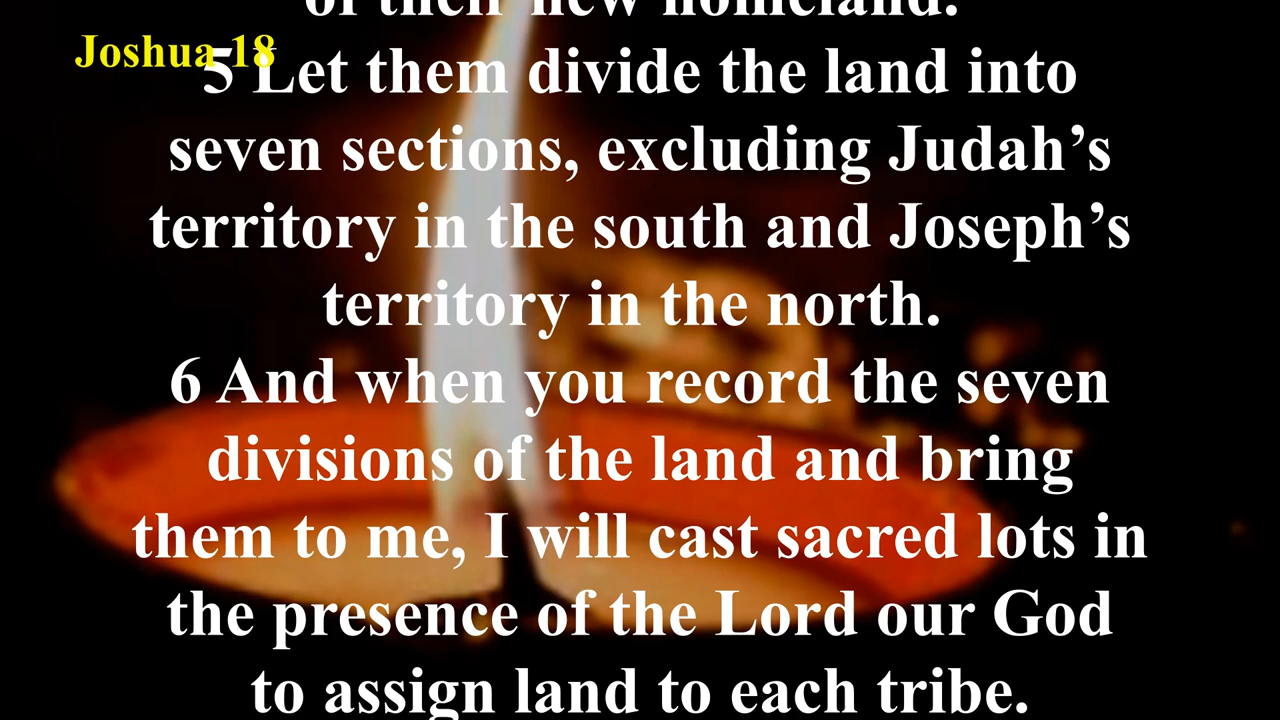 of their new homeland.
Joshua 18
5 Let them divide the land into
seven sections, excluding Judah’s
territory in the south and Joseph’s
territory in the north.
6 And when you record the seven
divisions of the land and bring
them to me, I will cast sacred lots in
the presence of the Lord our God
to assign land to each tribe.